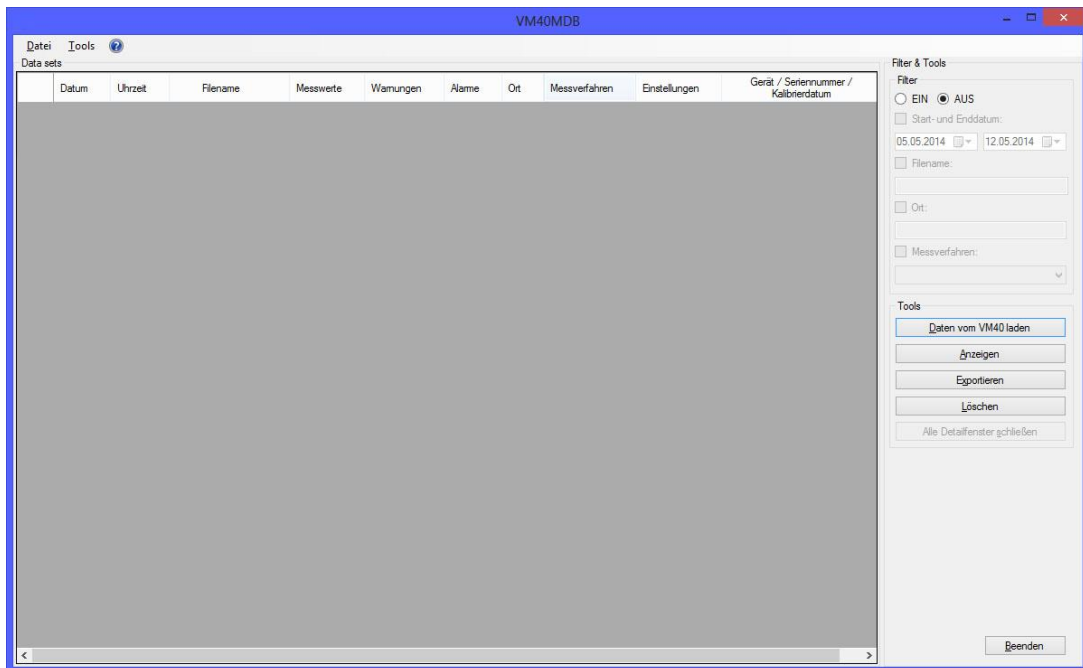 VM40MDB
Datei Tools
Data sets
Datum Uhrzeit Filename Messwerte Warnungen Alarme Ort Messverfahren Einstellungen Gerät / Seriennummer /
Kalibrierdatum
Filter & Tools
Filter
EIN AUS
Start- und Enddatum:
05.05.2014 12.05.2014
Filename:
Ort:
Messverfahren:
Tools
Daten vom VM40 laden
Anzeigen
Exportieren
Löschen
Alle Detailfenster schließen
Beenden